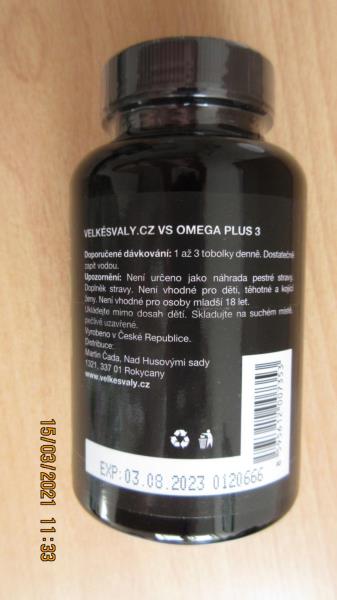 VELKÉSVALY.CZ VS OMEGA PLUS 3
Doporučené dávkování: 1 až 3 tobolky denně. Dostatečně
zapít vodou.
Upozornění: Není určeno jako náhrada pestré stravy.
Doplněk stravy. Není vhodné pro děti, těhotné a kojící
ženy. Není vhodné pro osoby mladší 18 let.
Ukládejte mimo dosah dětí. Skladujte na suchém místě,
pečlivě uzavřené.
Vyrobeno v České Republice.
Distribuce:
Martin Čada, Nad Husovými sady
1321, 337 01 Rokycany
www.velkesvaly.cz
8 595612 007353
EXP: 03.08.2023 0120666
15/03/2021 11:33